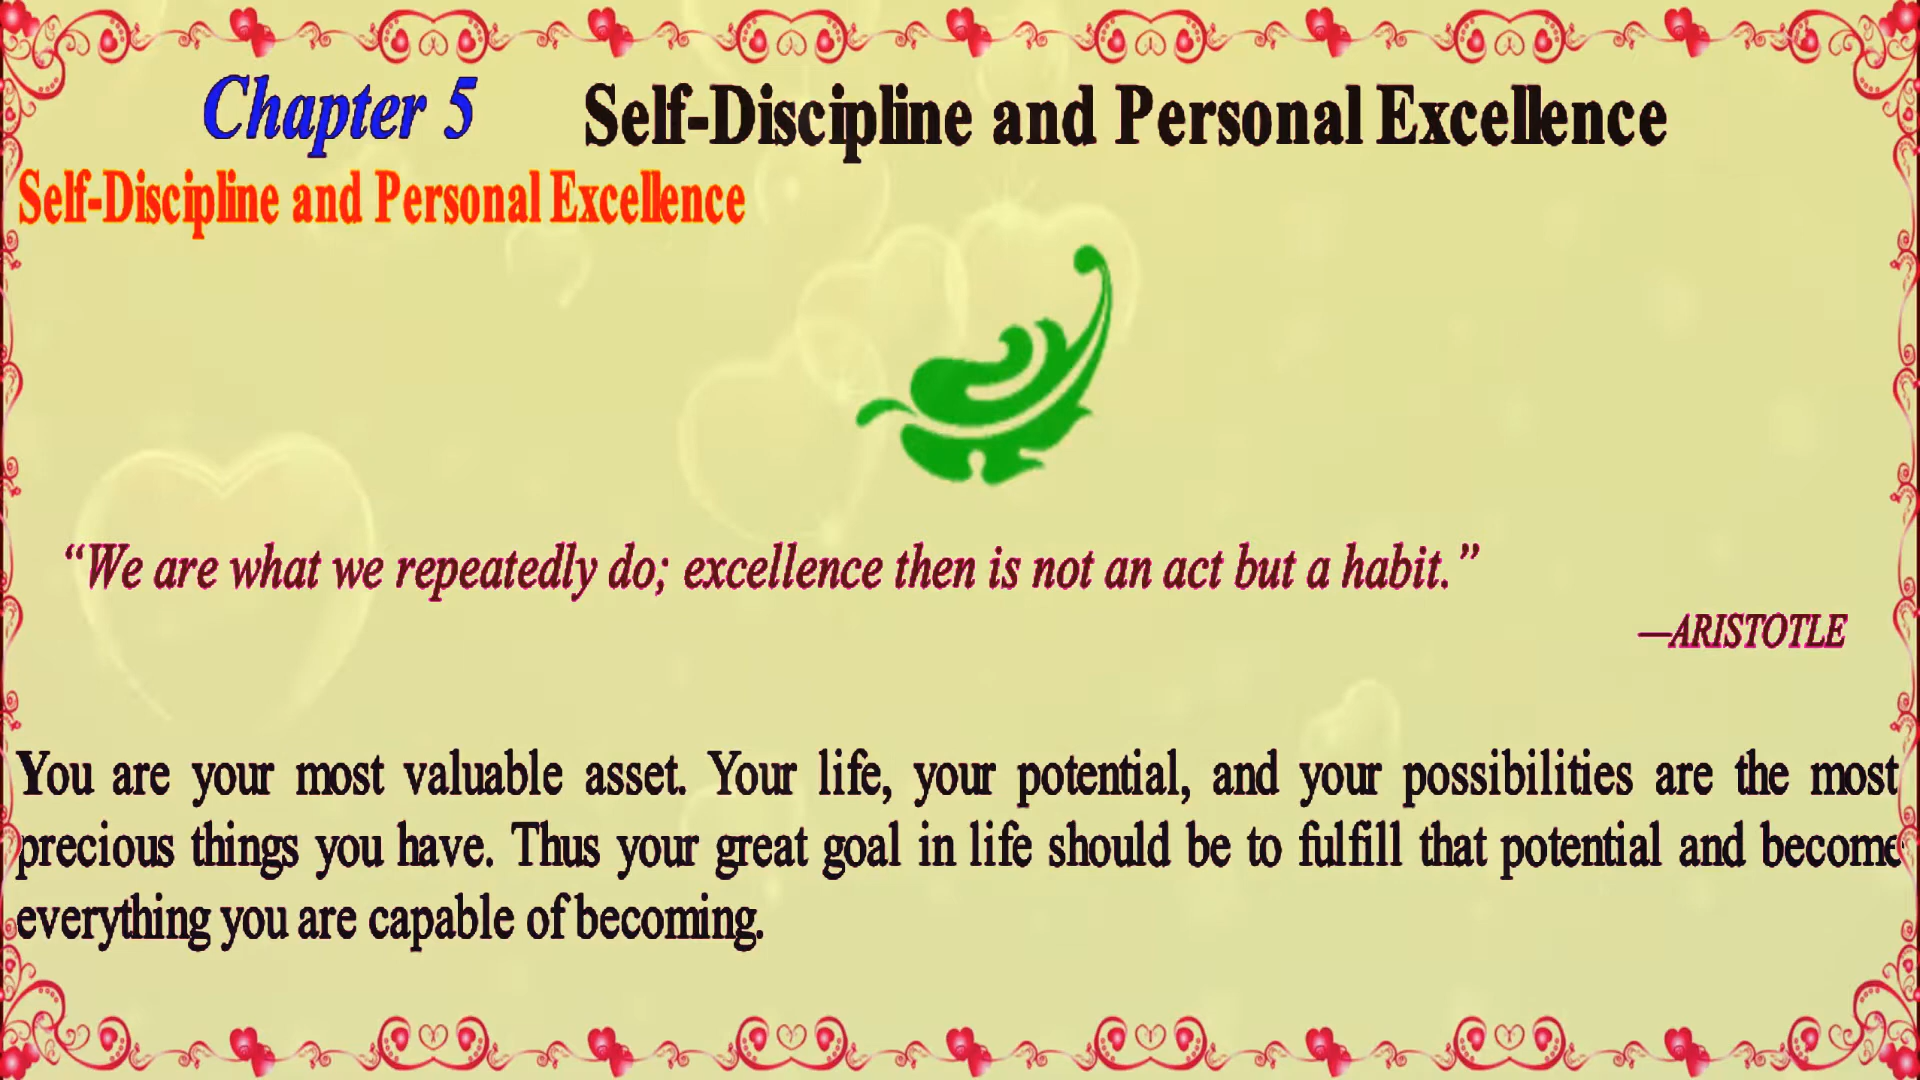 Chapter 5 Self-Discipline and Personal Excellence
Self-Discipline and Personal Excellence
“We are what we repeatedly do; excellence then is not an act but a habit.”
—ARISTOTLE
You are your most valuable asset. Your life, your potential, and your possibilities are the most
precious things you have. Thus your great goal in life should be to fulfill that potential and become
everything you are capable of becoming.